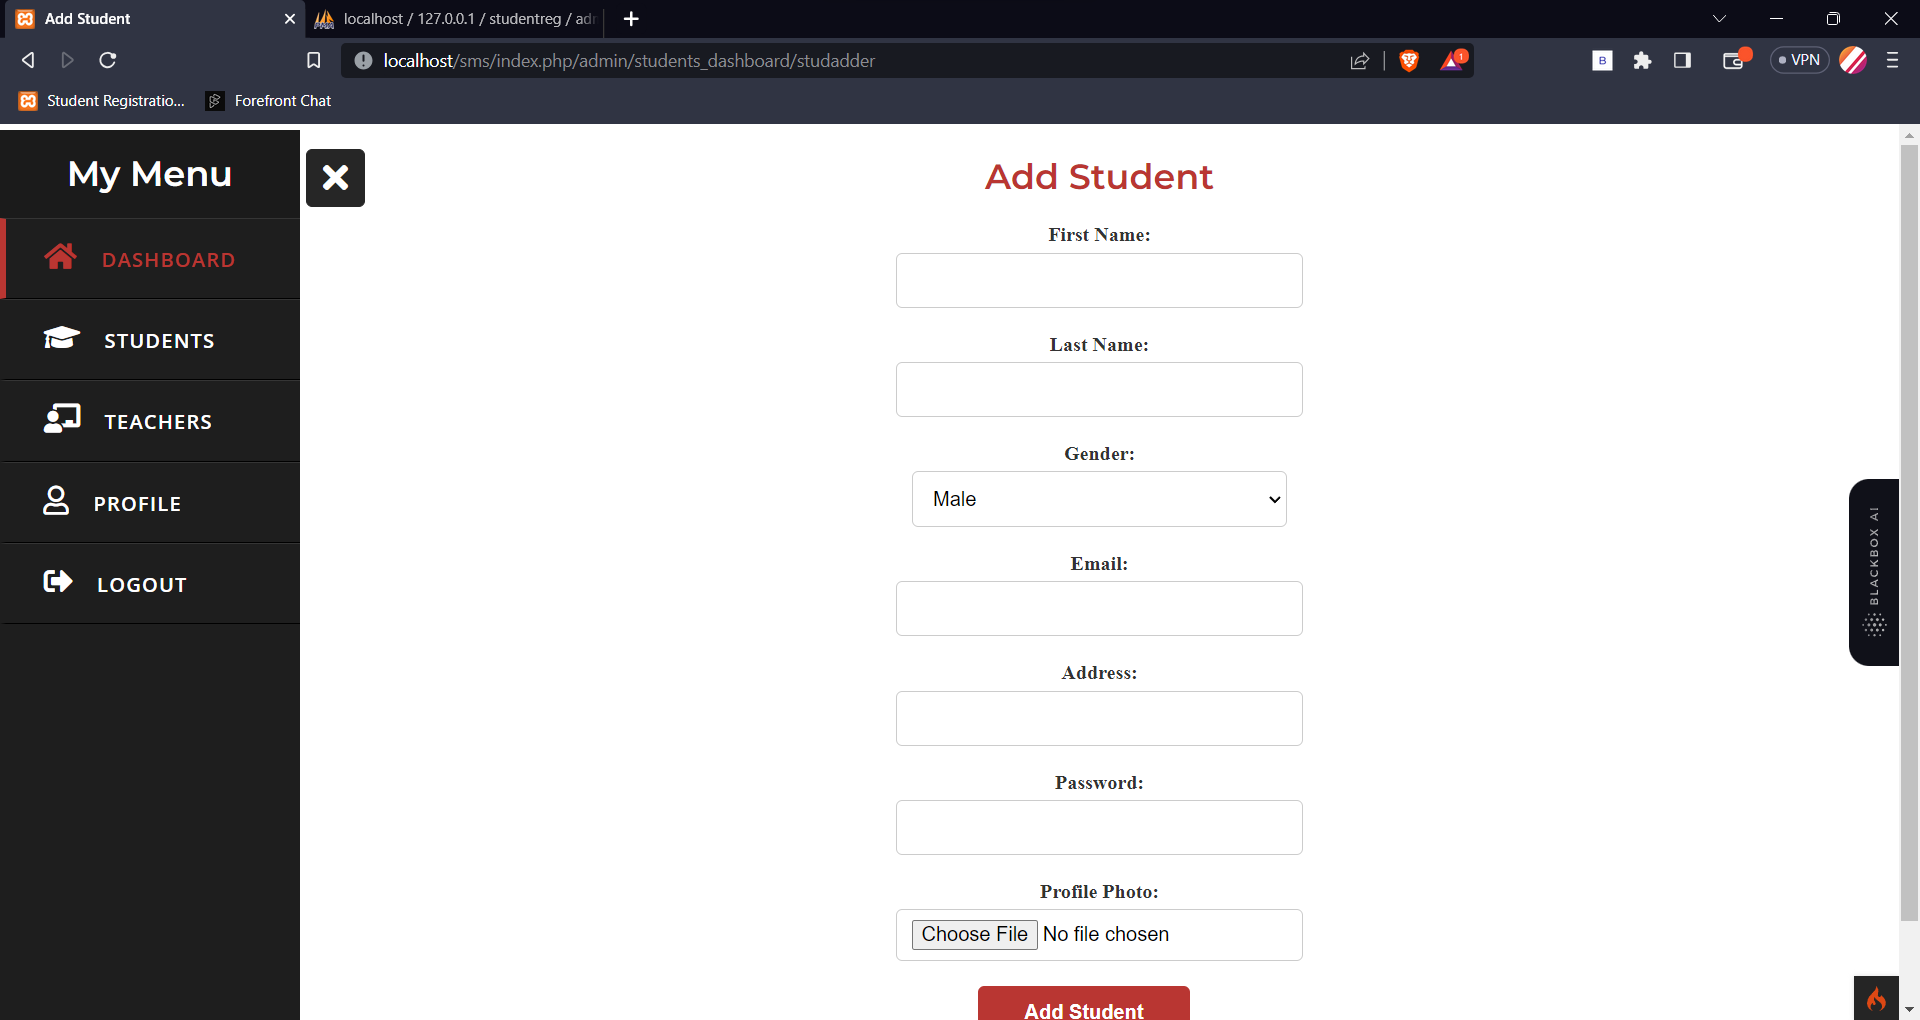 Add Student
localhost / 127.0.0.1 / studentreg / adr
localhost/sms/index.php/admin/students_dashboard/studadder
1
B
VPN
Student Registratio...
Forefront Chat
My Menu
DASHBOARD
STUDENTS
TEACHERS
PROFILE
LOGOUT
Add Student
First Name:
Last Name:
Gender:
Male
Email:
Address:
Password:
Profile Photo:
Choose File No file chosen
Add Student
BLACKBOX AI